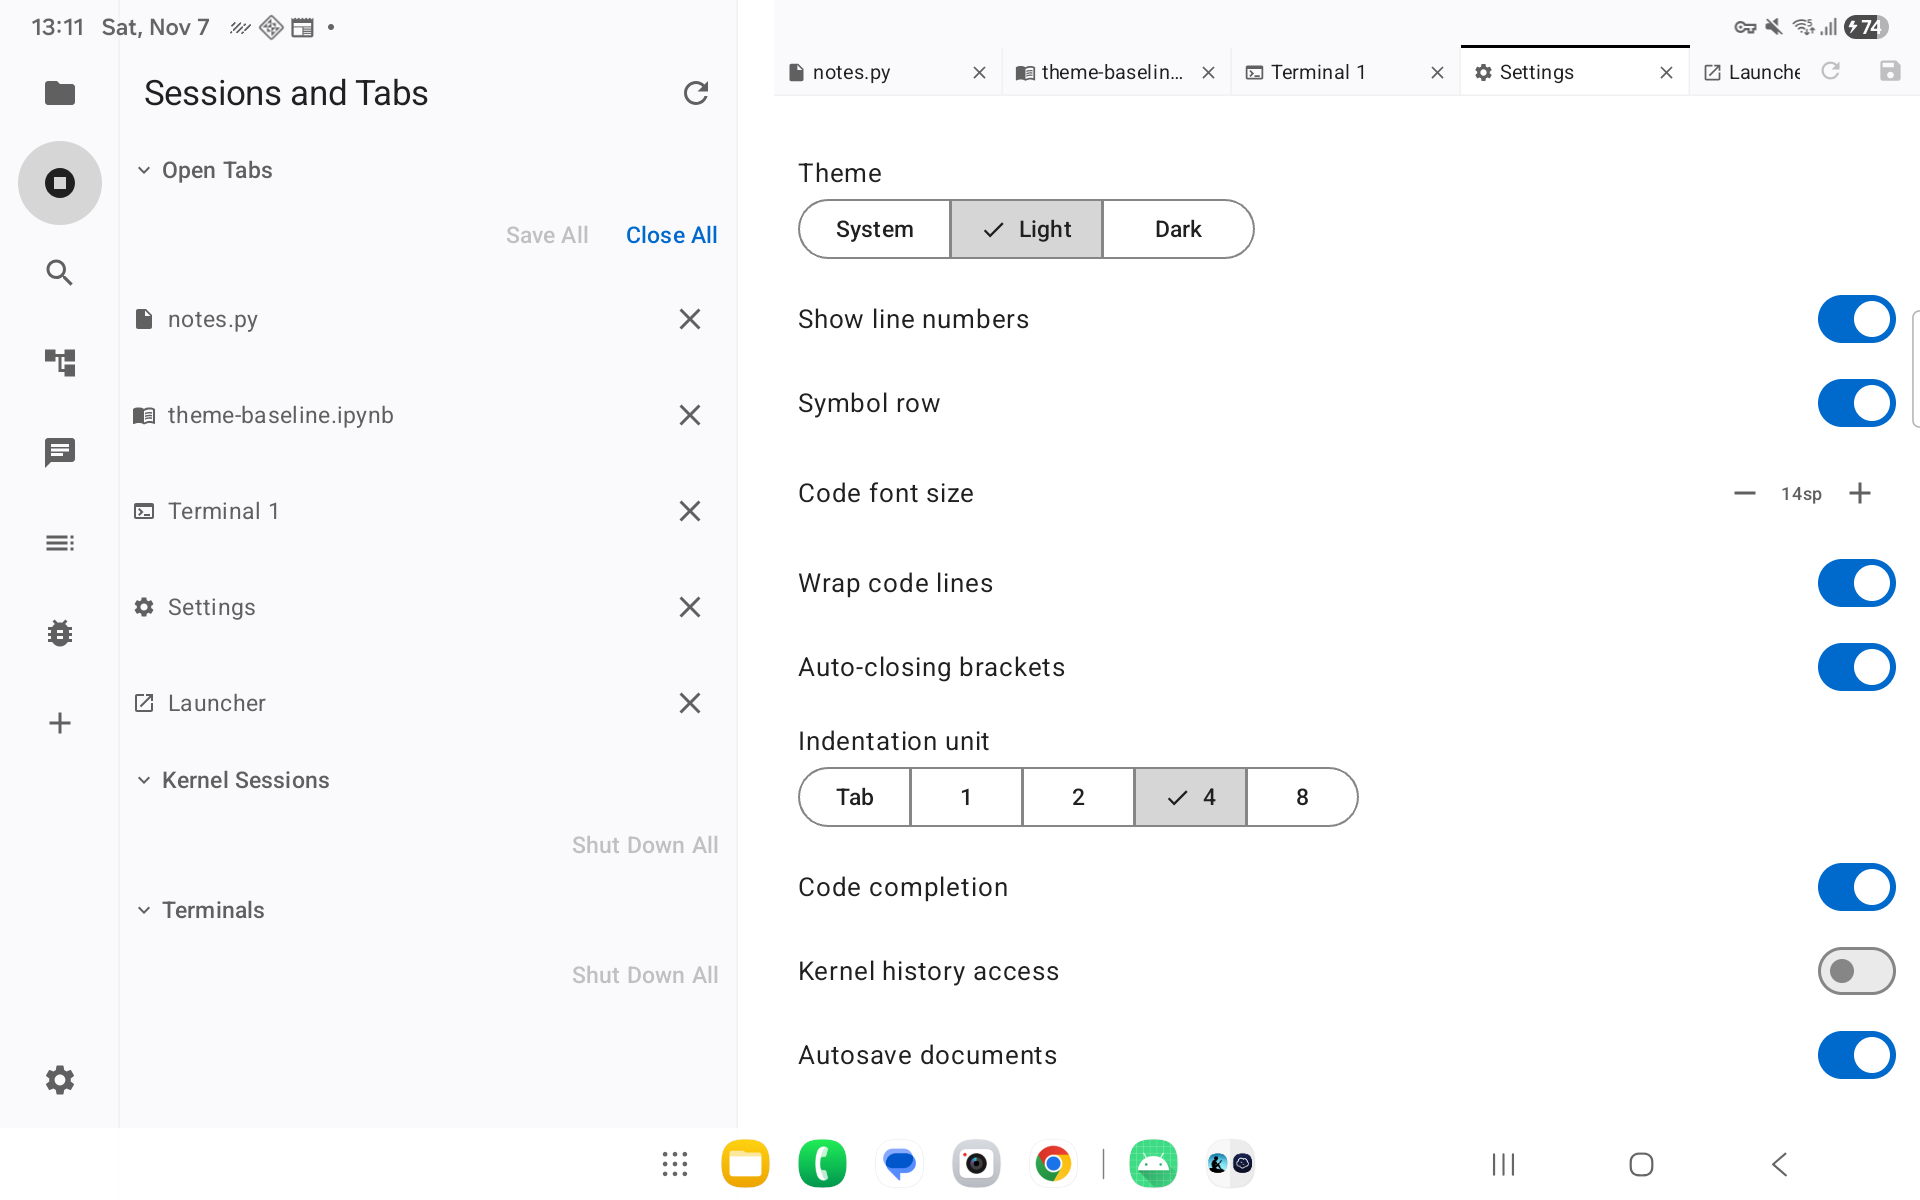 13:11 Sat, Nov 7
74
Sessions and Tabs
Open Tabs
Save All Close All
notes.py
theme-baseline.ipynb
Terminal 1
Settings
Launcher
Kernel Sessions
Shut Down All
Terminals
Shut Down All
notes.py theme-baselin... Terminal 1 Settings Launche
Theme
System Light Dark
Show line numbers
Symbol row
Code font size 14sp
Wrap code lines
Auto-closing brackets
Indentation unit
Tab 1 2 4 8
Code completion
Kernel history access
Autosave documents